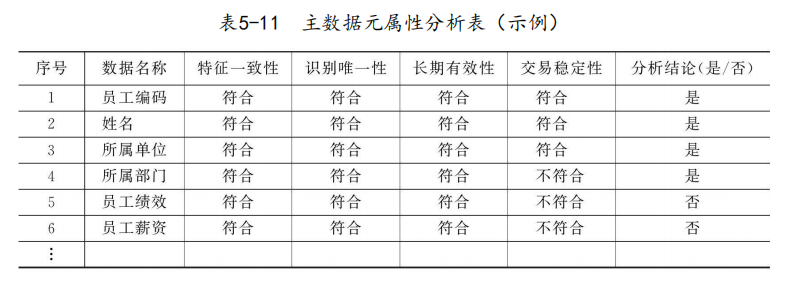 表5-11 主数据元属性分析表（示例）
序号 数据名称 特征一致性 识别唯一性 长期有效性 交易稳定性 分析结论(是/否)
1 员工编码 符合 符合 符合 符合 是
2 姓名 符合 符合 符合 符合 是
3 所属单位 符合 符合 符合 符合 是
4 所属部门 符合 符合 符合 不符合 是
5 员工绩效 符合 符合 符合 不符合 否
6 员工薪资 符合 符合 符合 不符合 否
⋮